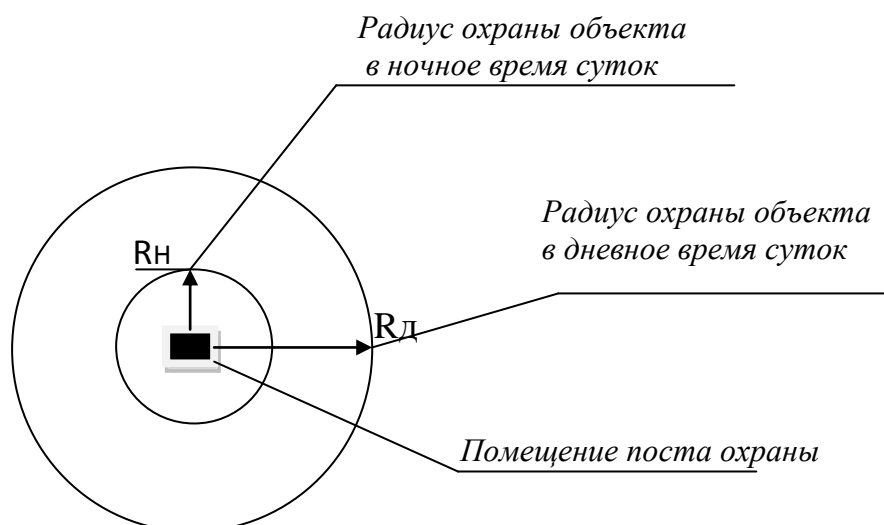 Радиус охраны объекта
в ночное время суток
Радиус охраны объекта
в дневное время суток
Rн
Rд
Помещение поста охраны